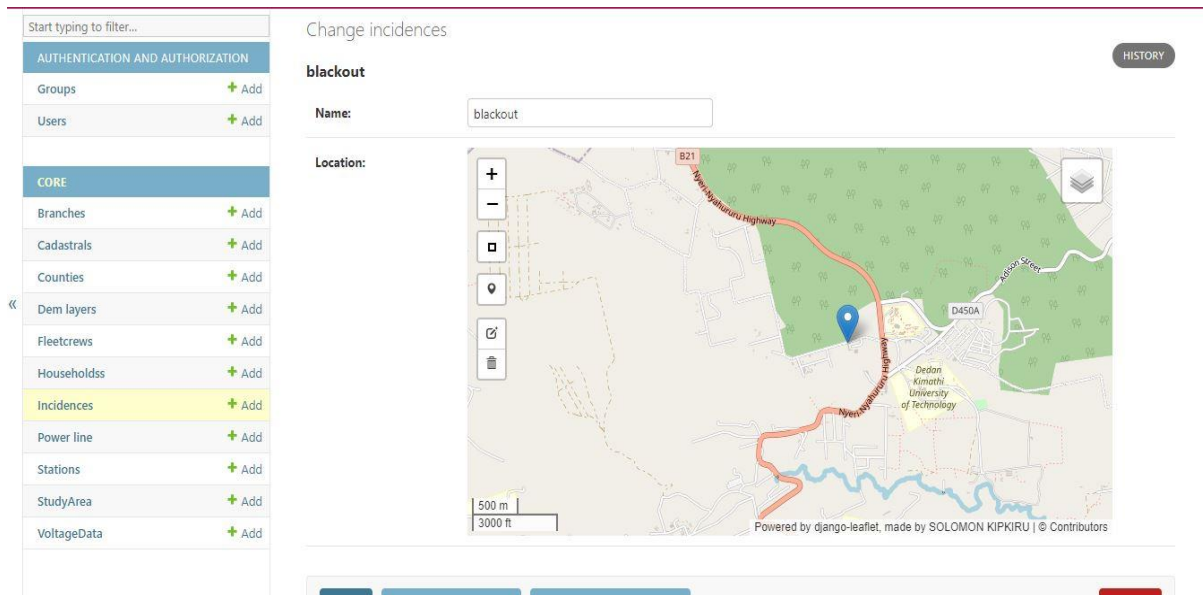 Start typing to filter...
AUTHENTICATION AND AUTHORIZATION
Groups + Add
Users + Add
CORE
Branches + Add
Cadastrals + Add
Counties + Add
Dem layers + Add
Fleetcrews + Add
Householdss + Add
Incidences + Add
Power line + Add
Stations + Add
StudyArea + Add
VoltageData + Add
«
Change incidences
HISTORY
blackout
Name: blackout
Location:
+
−
B21
Nyeri-Nyahururu Highway
Adison Street
D450A
Nyeri-Nyahururu Highway
Dedan
Kimathi
University
of Technology
500 m
3000 ft
Powered by django-leaflet, made by SOLOMON KIPKIRU | © Contributors